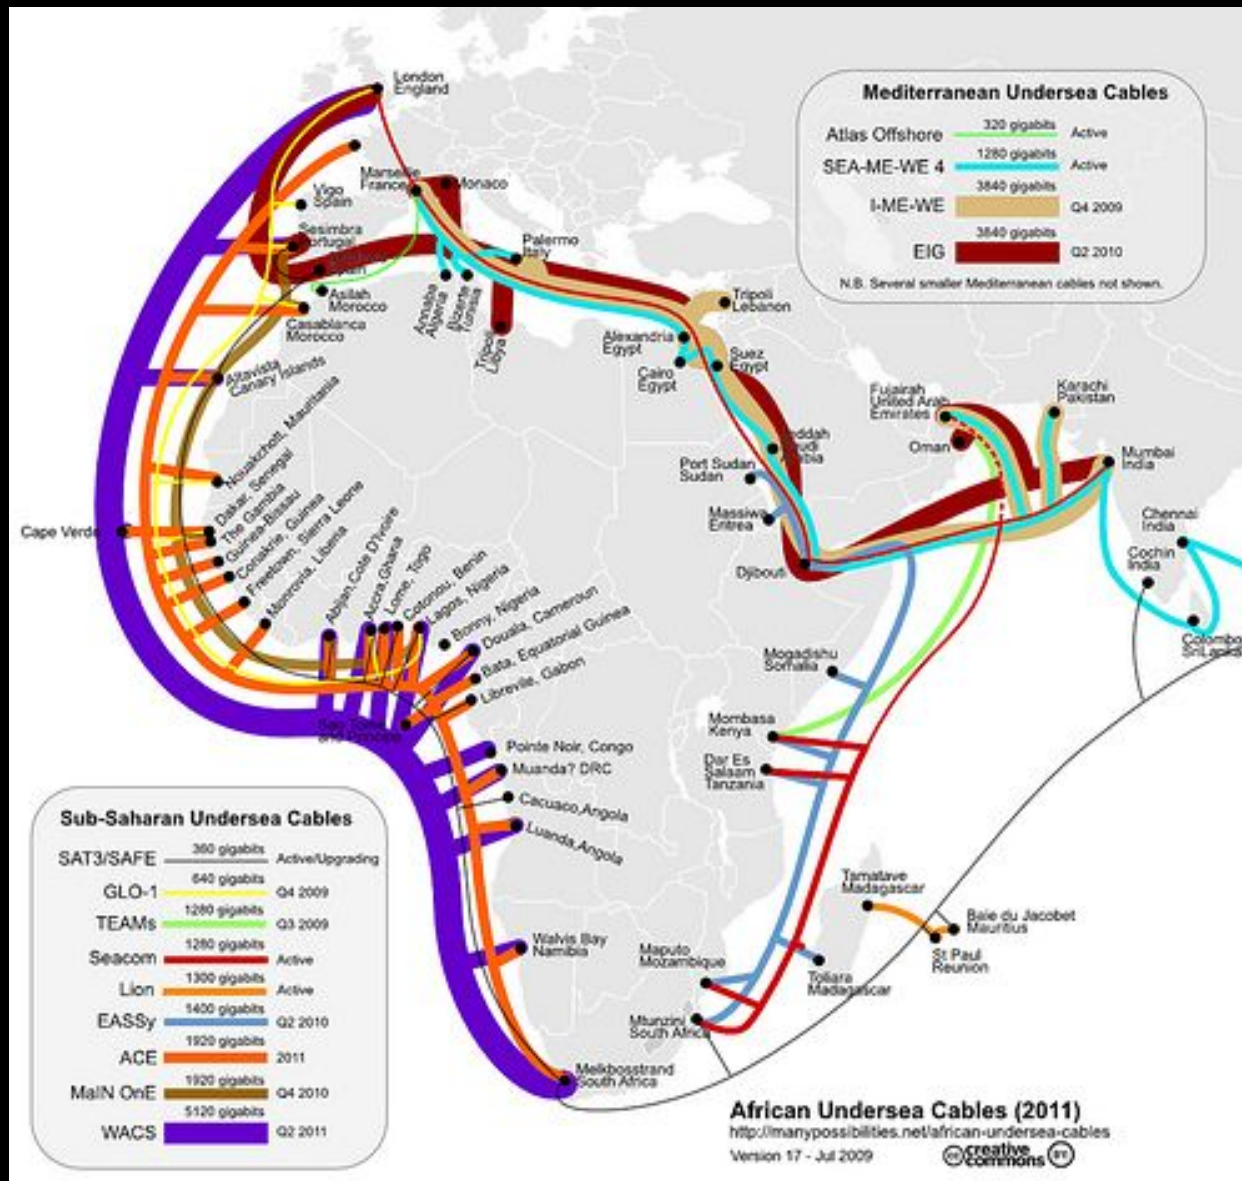 London
England
Marseille
France
Monaco
Vigo
Spain
Sesimbra
Portugal
Spain
Asilah
Morocco
Casablanca
Morocco
Altavista
Canary Islands
Annaba
Algeria
Bizerte
Tunisia
Palermo
Italy
Tripoli
Libya
Tripoli
Lebanon
Alexandria
Egypt
Cairo
Egypt
Suez
Egypt
Jeddah
Saudi
Arabia
Port Sudan
Sudan
Massiwa
Eritrea
Djibouti
Fujairah
United Arab
Emirates
Oman
Karachi
Pakistan
Mumbai
India
Chennai
India
Cochin
India
Colombo
SriLanka
Mediterranean Undersea Cables
Atlas Offshore 320 gigabits Active
SEA-ME-WE 4 1280 gigabits Active
I-ME-WE 3840 gigabits Q4 2009
EIG 3840 gigabits Q2 2010
N.B. Several smaller Mediterranean cables not shown.
Nouakchott, Mauritania
Dakar, Senegal
The Gambia
Guinea-Bissau
Conakrie, Guinea
Freetown, Sierra Leone
Monrovia, Liberia
Cape Verde
Abijan, Cote D'Ivoire
Accra, Ghana
Lome, Togo
Cotonou, Benin
Lagos, Nigeria
Bonny, Nigeria
Douala, Cameroun
Bata, Equatorial Guinea
Libreville, Gabon
Sao Tome
and Principe
Pointe Noir, Congo
Muanda? DRC
Cacuaco,Angola
Luanda,Angola
Walvis Bay
Namibia
Melkbosstrand
South Africa
Mogadishu
Somalia
Mombasa
Kenya
Dar Es
Salaam
Tanzania
Maputo
Mozambique
Mtunzini
South Africa
Toliara
Madagascar
Tamatave
Madagascar
Baie du Jacobet
Mauritius
St Paul
Reunion
Sub-Saharan Undersea Cables
SAT3/SAFE 360 gigabits Active/Upgrading
GLO-1 640 gigabits Q4 2009
TEAMs 1280 gigabits Q3 2009
Seacom 1280 gigabits Active
Lion 1300 gigabits Active
EASSy 1400 gigabits Q2 2010
ACE 1920 gigabits 2011
MaIN OnE 1920 gigabits Q4 2010
WACS 5120 gigabits Q2 2011
African Undersea Cables (2011)
http://manypossibilities.net/african-undersea-cables
Version 17 - Jul 2009
cc creative commons BY